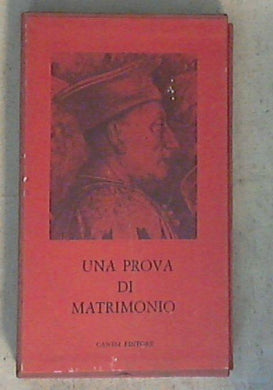 UNA PROVA
DI
MATRIMONIO
CANESI EDITORE